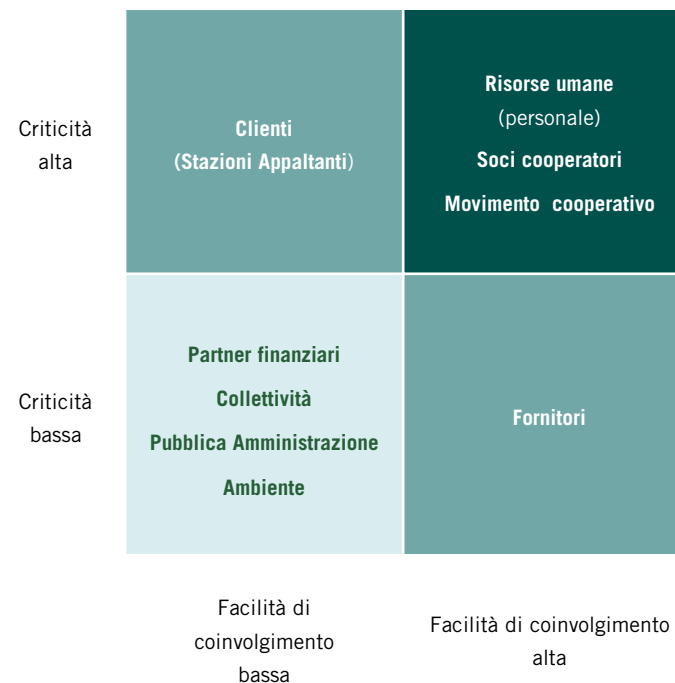 Criticità
alta
Clienti
(Stazioni Appaltanti)
Risorse umane
(personale)
Soci cooperatori
Movimento cooperativo
Criticità
bassa
Partner finanziari
Collettività
Pubblica Amministrazione
Ambiente
Fornitori
Facilità di
coinvolgimento
bassa
Facilità di coinvolgimento
alta